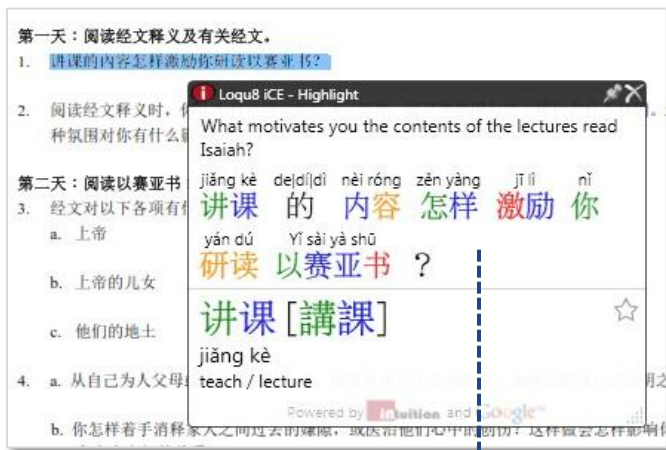 第一天：阅读经文释义及有关经文。
1. 讲课的内容怎样激励你研读以赛亚书?
2. 阅读经文释义时，
种氛围对你有什么
第二天：阅读以赛亚书
3. 经文对以下各项有
a. 上帝
b. 上帝的儿女
c. 他们的地土
4. a. 从自己为人父母
b. 你怎样着手消释家人之间过去的嫌隙，或医治他们心中的创伤？这样做会怎样影响
Loqu8 iCE - Highlight
What motivates you the contents of the lectures read
Isaiah?
jiǎng kè de|dí|dì nèi róng zěn yàng jī lì nǐ
讲课 的 内容 怎样 激励 你
yán dú Yǐ sài yà shū
研读 以赛亚书 ?
讲课 [講課]
jiǎng kè
teach / lecture
Powered by intuition and Google™